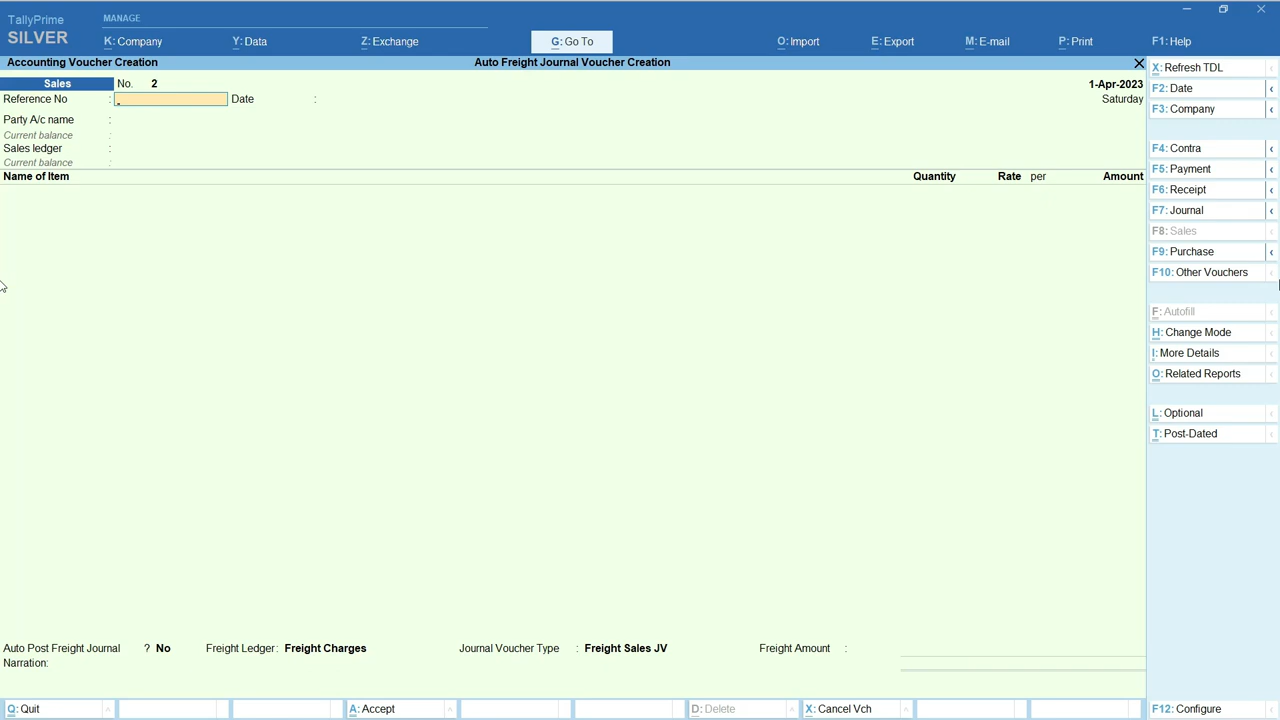 TallyPrime
SILVER
MANAGE
K: Company
Y: Data
Z: Exchange
G: Go To
O: Import
E: Export
M: E-mail
P: Print
F1: Help
Accounting Voucher Creation
Auto Freight Journal Voucher Creation
Sales No. 2
1-Apr-2023
Reference No :
Date :
Saturday
Party A/c name :
Current balance :
Sales ledger :
Current balance :
Name of Item Quantity Rate per Amount
Auto Post Freight Journal ? No Freight Ledger: Freight Charges Journal Voucher Type : Freight Sales JV Freight Amount :
Narration:
X: Refresh TDL
F2: Date
F3: Company
F4: Contra
F5: Payment
F6: Receipt
F7: Journal
F8: Sales
F9: Purchase
F10: Other Vouchers
F: Autofill
H: Change Mode
I: More Details
O: Related Reports
L: Optional
T: Post-Dated
Q: Quit
A: Accept
D: Delete
X: Cancel Vch
F12: Configure